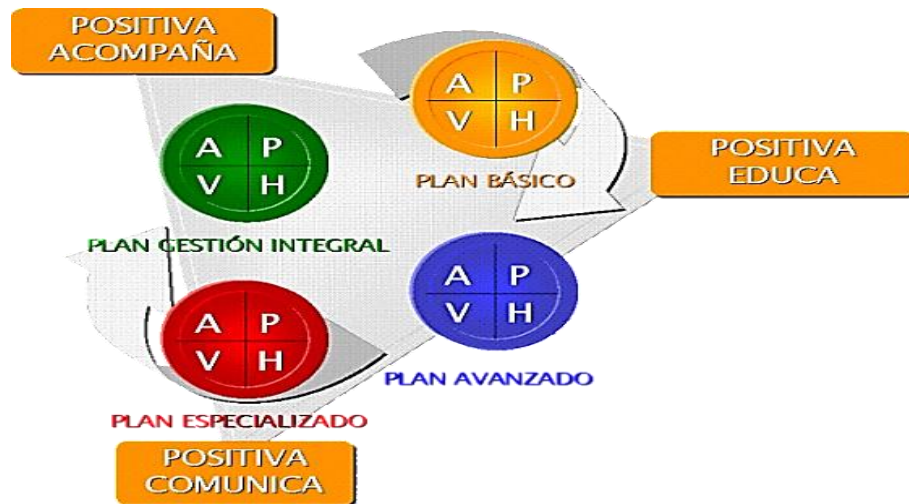 POSITIVA
ACOMPAÑA
A P
V H
PLAN BÁSICO
POSITIVA
EDUCA
A P
V H
PLAN GESTIÓN INTEGRAL
A P
V H
PLAN AVANZADO
A P
V H
PLAN ESPECIALIZADO
POSITIVA
COMUNICA